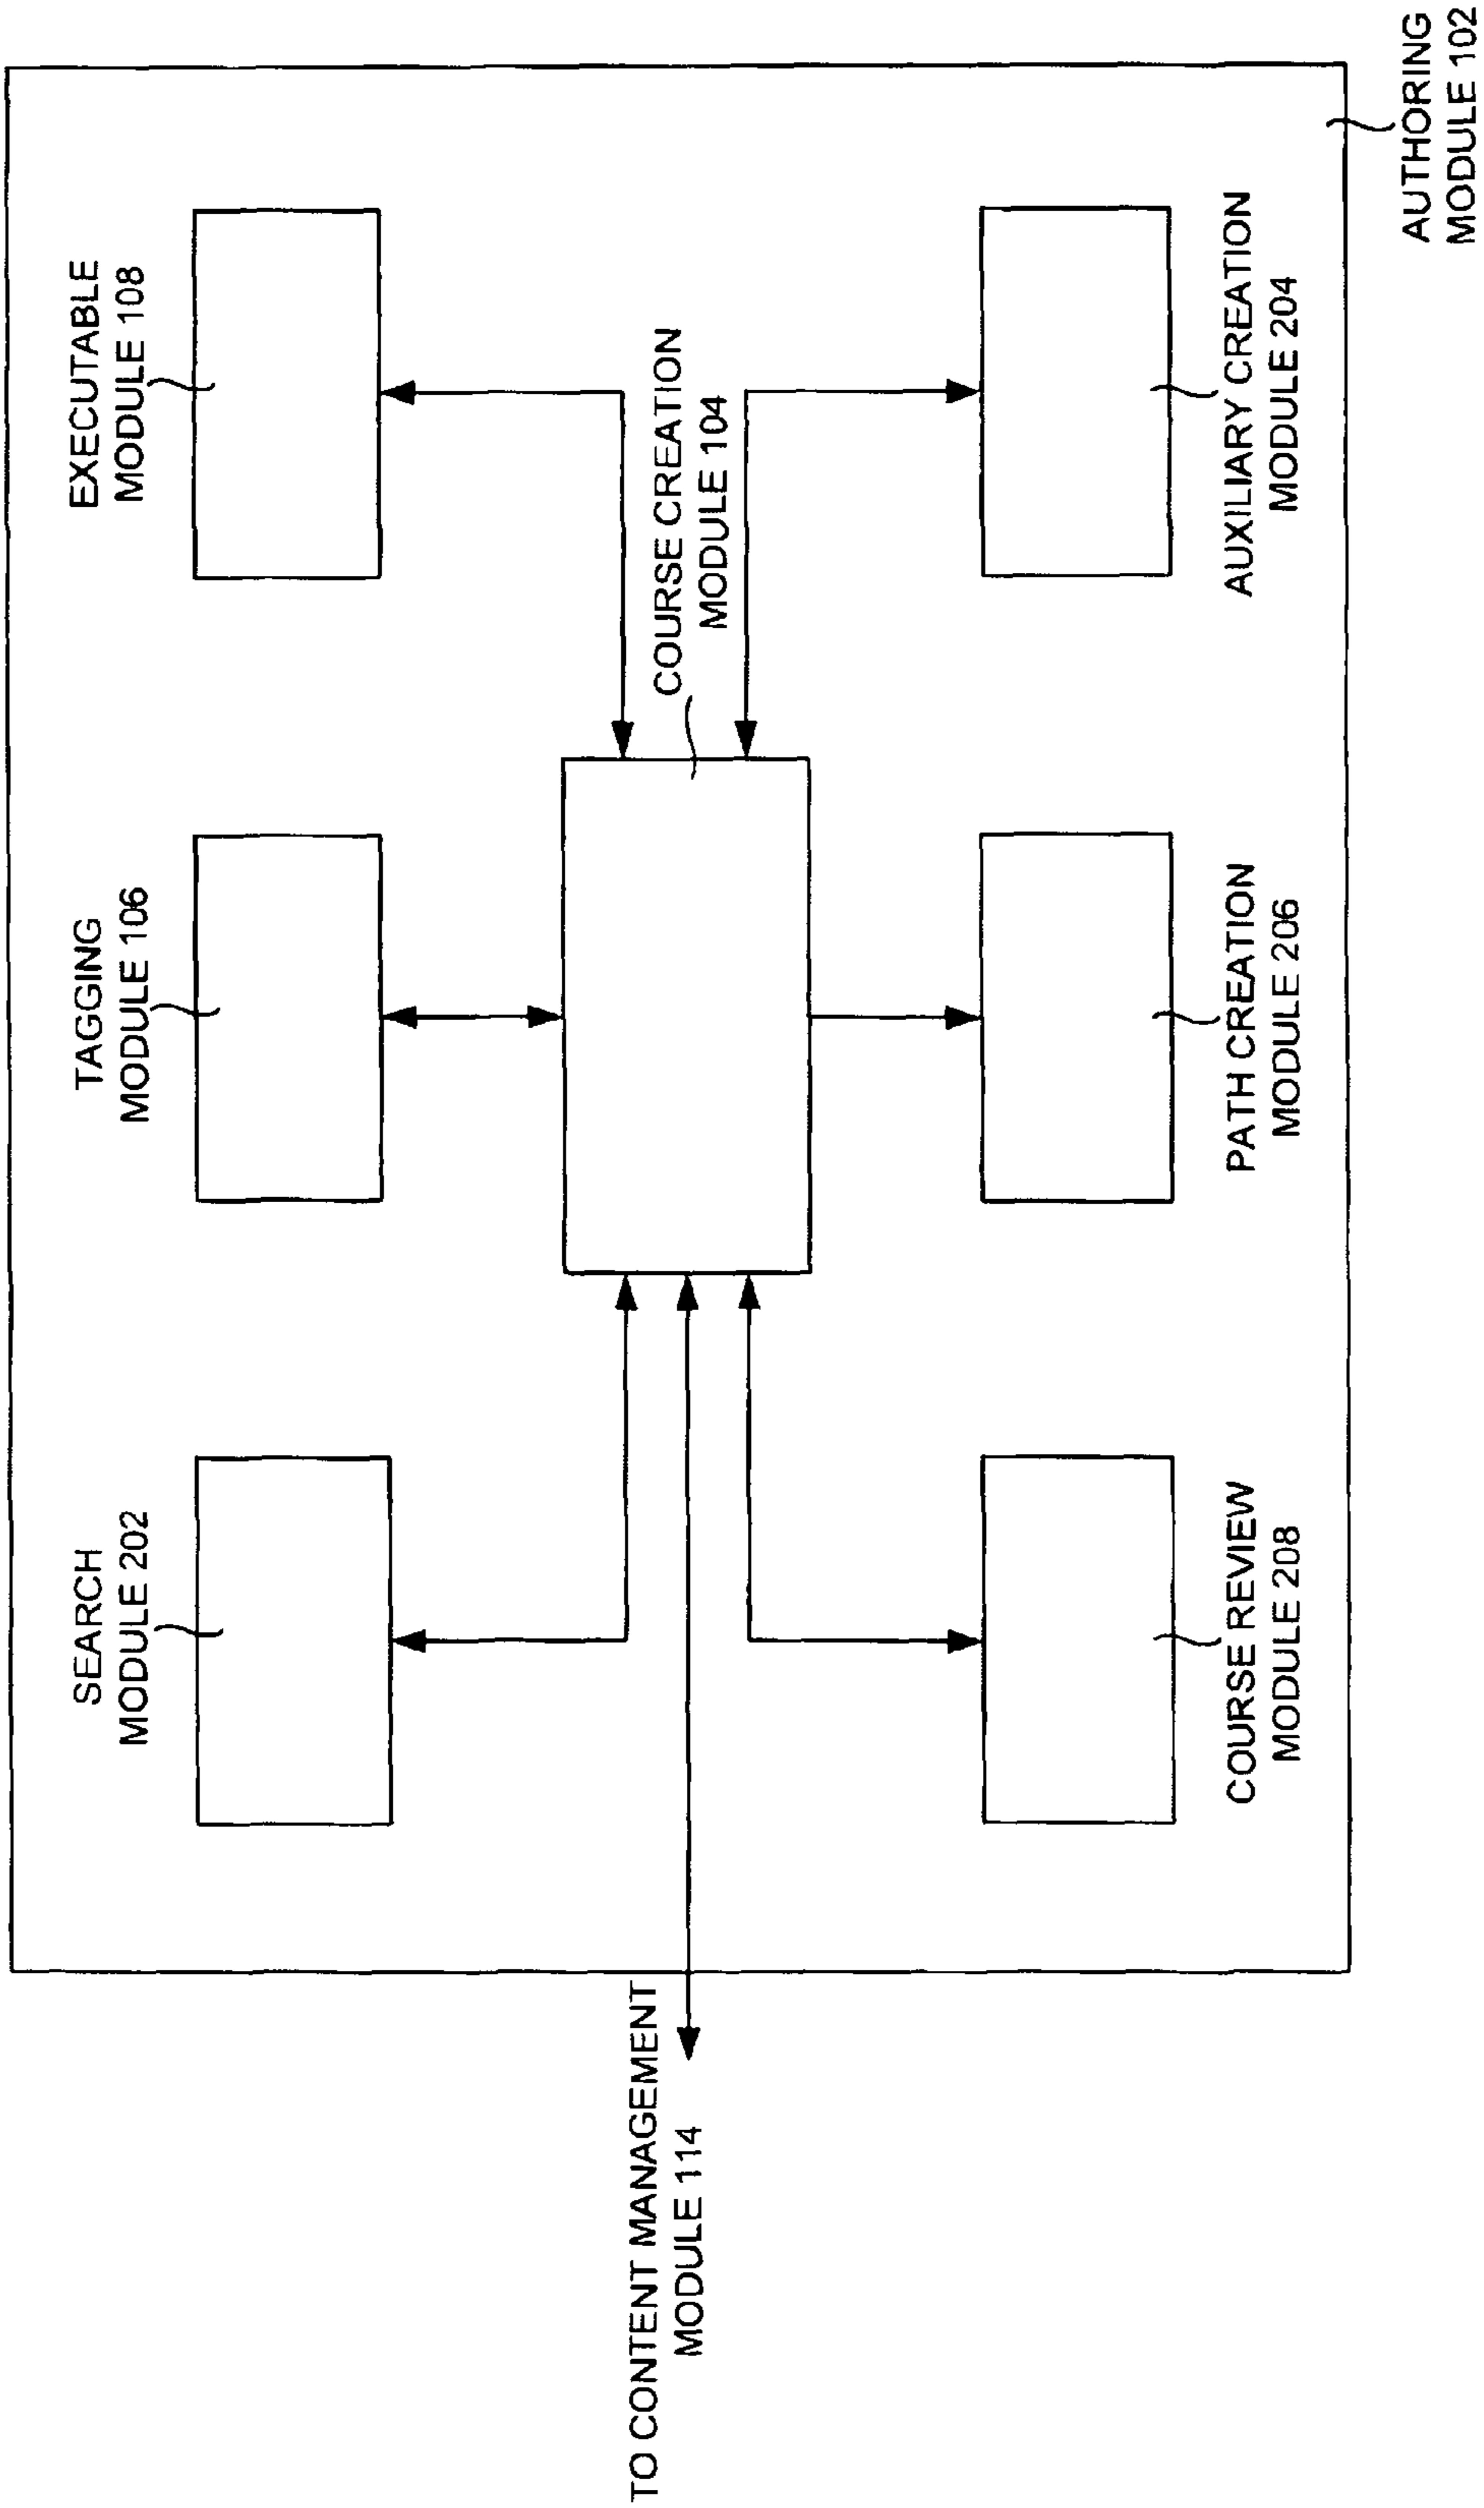 SEARCH
MODULE 202
TAGGING
MODULE 106
EXECUTABLE
MODULE 108
TO CONTENT MANAGEMENT
MODULE 114
COURSE CREATION
MODULE 104
COURSE REVIEW
MODULE 208
PATH CREATION
MODULE 206
AUXILIARY CREATION
MODULE 204
AUTHORING
MODULE 102